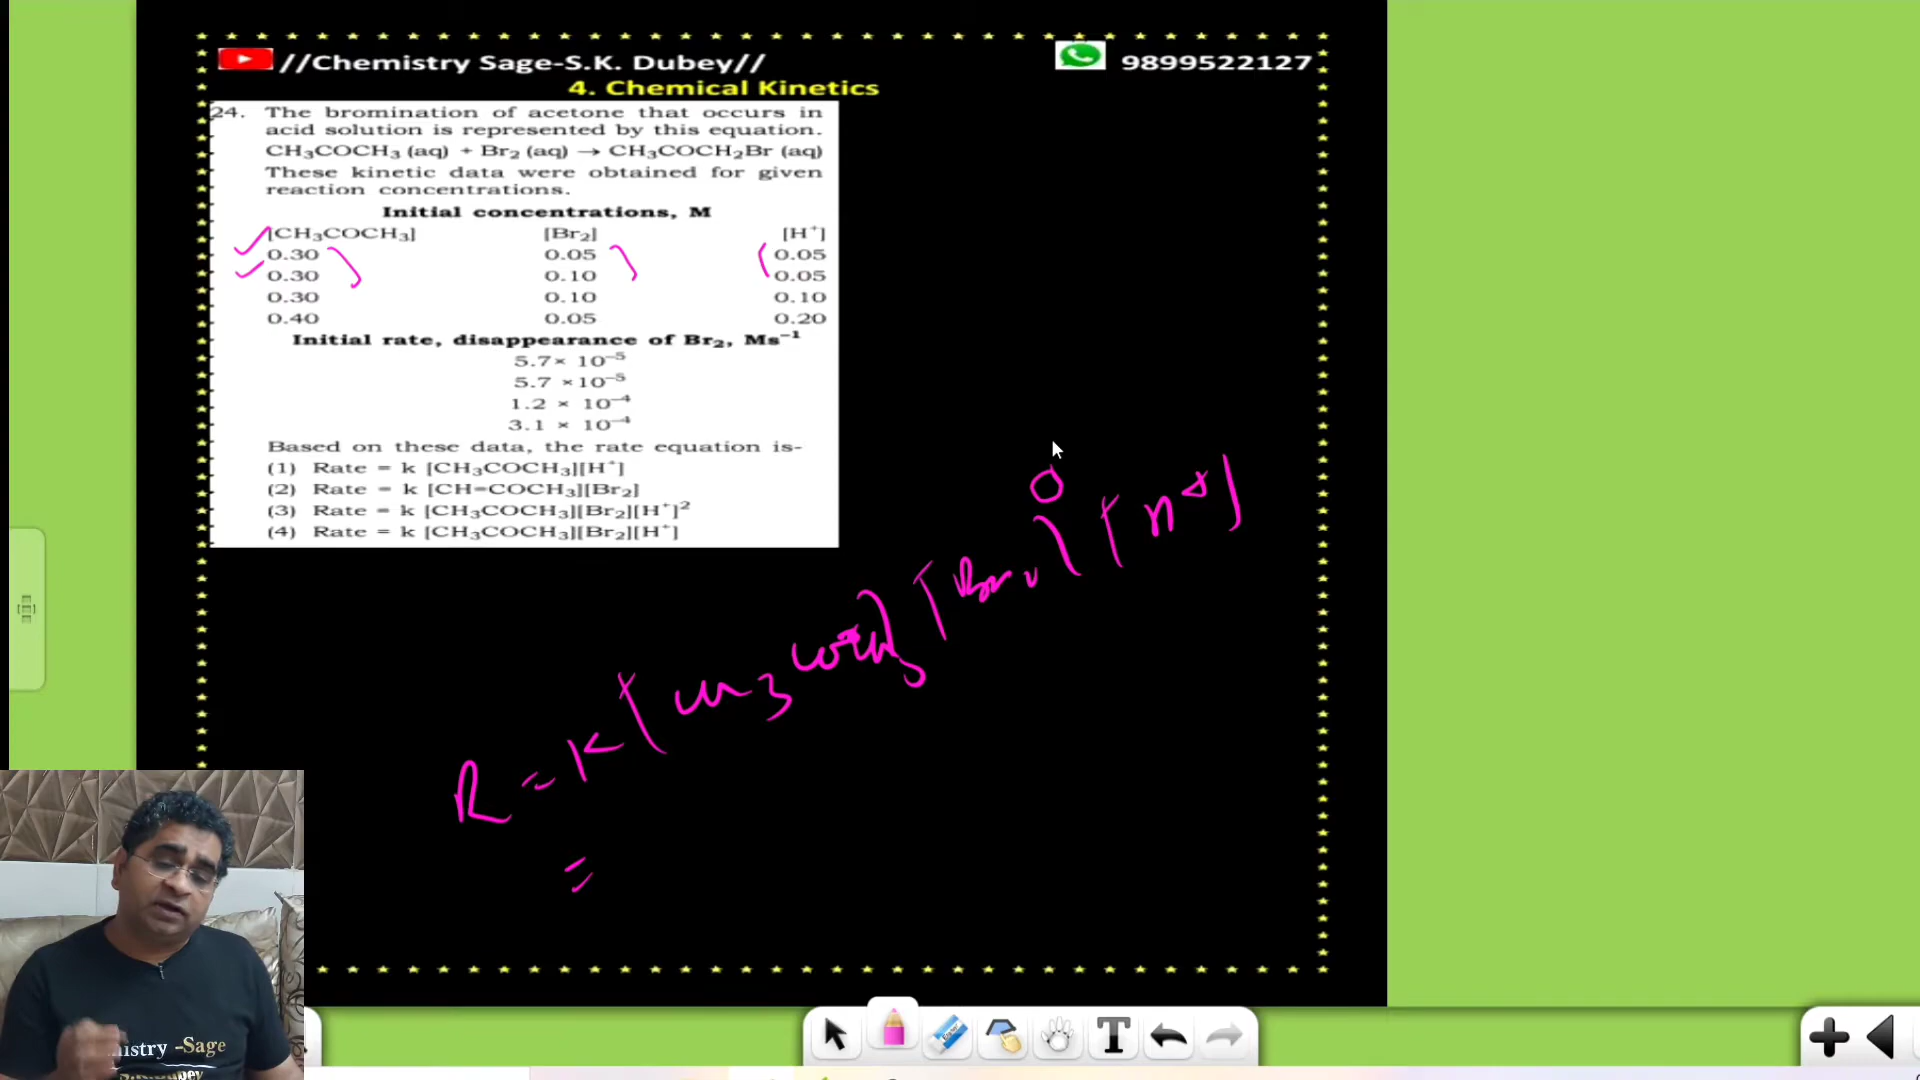 //Chemistry Sage-S.K. Dubey//
9899522127
4. Chemical Kinetics
24. The bromination of acetone that occurs in
acid solution is represented by this equation.
CH₃COCH₃ (aq) + Br₂ (aq) → CH₃COCH₂Br (aq)
These kinetic data were obtained for given
reaction concentrations.
Initial concentrations, M
[CH₃COCH₃] [Br₂] [H⁺]
0.30 0.05 0.05
0.30 0.10 0.05
0.30 0.10 0.10
0.40 0.05 0.20
Initial rate, disappearance of Br₂, Ms⁻¹
5.7× 10⁻⁵
5.7 ×10⁻⁵
1.2 × 10⁻⁴
3.1 × 10⁻⁴
Based on these data, the rate equation is-
(1) Rate = k [CH₃COCH₃][H⁺]
(2) Rate = k [CH=COCH₃][Br₂]
(3) Rate = k [CH₃COCH₃][Br₂][H⁺]²
(4) Rate = k [CH₃COCH₃][Br₂][H⁺]
R = K [CH₃COCH₃] [Br₂]⁰ [H⁺]
=
mistry -Sage
S.K.Dubey
T